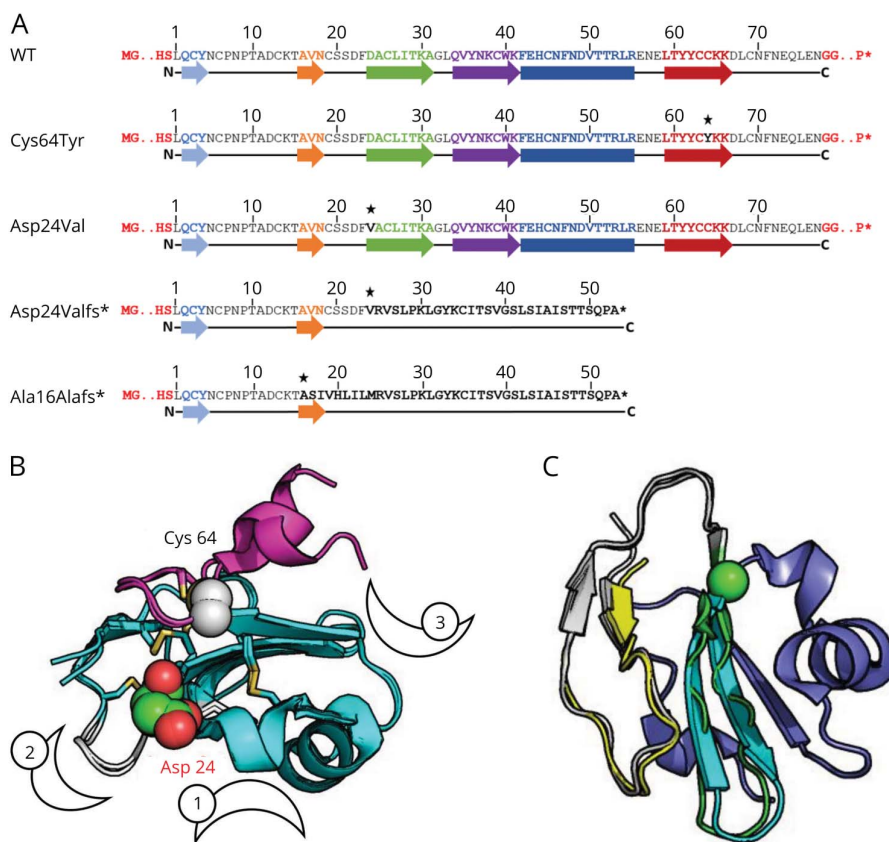 A
1 10 20 30 40 50 60 70
WT MG..HSLQCYNCPNPTADCKTAVNCSSDFDACLITKAGLQVYNKCWKFEHCNFNDVTTRLRENELTYYCCKKDLCNFNEQLENGG..P*
N C
1 10 20 30 40 50 60 ★ 70
Cys64Tyr MG..HSLQCYNCPNPTADCKTAVNCSSDFDACLITKAGLQVYNKCWKFEHCNFNDVTTRLRENELTYYCYKKDLCNFNEQLENGG..P*
N C
1 10 20 ★ 30 40 50 60 70
Asp24Val MG..HSLQCYNCPNPTADCKTAVNCSSDFVACLITKAGLQVYNKCWKFEHCNFNDVTTRLRENELTYYCCKKDLCNFNEQLENGG..P*
N C
1 10 20 ★ 30 40 50
Asp24Valfs* MG..HSLQCYNCPNPTADCKTAVNCSSDFVRVSLPKLGYKCITSVGSLSIAISTTSQPA*
N C
1 10 ★ 20 30 40 50
Ala16Alafs* MG..HSLQCYNCPNPTADCKTASIVHLILMRVSLPKLGYKCITSVGSLSIAISTTSQPA*
N C
B
Cys 64
3
2
Asp 24
1
C